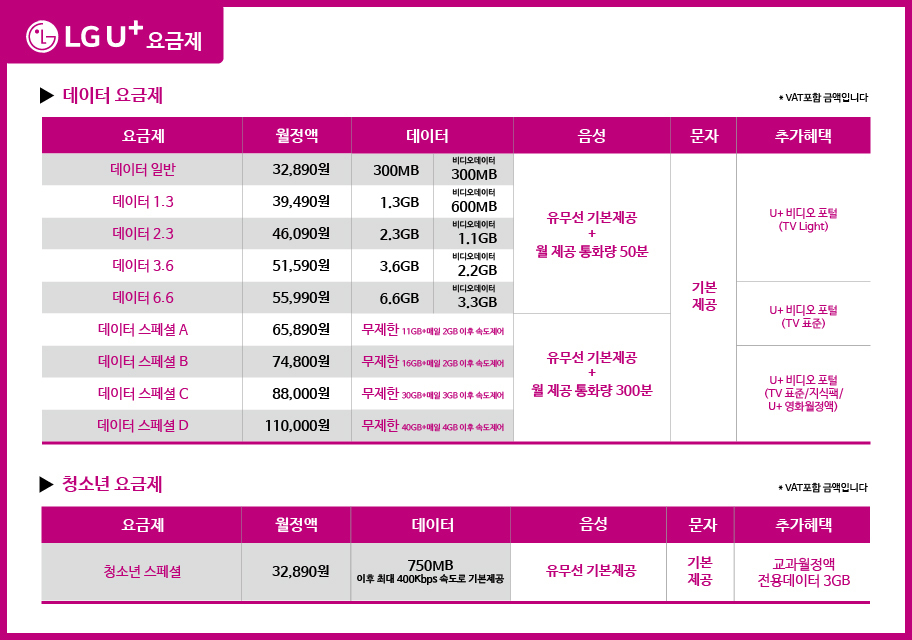 LG U+ 요금제
▶ 데이터 요금제
* VAT포함 금액입니다
요금제 월정액 데이터 음성 문자 추가혜택
데이터 일반 32,890원 300MB 비디오데이터 300MB
데이터 1.3 39,490원 1.3GB 비디오데이터 600MB
데이터 2.3 46,090원 2.3GB 비디오데이터 1.1GB
데이터 3.6 51,590원 3.6GB 비디오데이터 2.2GB
데이터 6.6 55,990원 6.6GB 비디오데이터 3.3GB
데이터 스페셜 A 65,890원 무제한 11GB+매일 2GB 이후 속도제어
데이터 스페셜 B 74,800원 무제한 16GB+매일 2GB 이후 속도제어
데이터 스페셜 C 88,000원 무제한 30GB+매일 3GB 이후 속도제어
데이터 스페셜 D 110,000원 무제한 40GB+매일 4GB 이후 속도제어
유무선 기본제공
+
월 제공 통화량 50분
유무선 기본제공
+
월 제공 통화량 300분
기본
제공
U+ 비디오 포털
(TV Light)
U+ 비디오 포털
(TV 표준)
U+ 비디오 포털
(TV 표준/지식팩/
U+ 영화월정액)
▶ 청소년 요금제
* VAT포함 금액입니다
요금제 월정액 데이터 음성 문자 추가혜택
청소년 스페셜 32,890원
750MB
이후 최대 400Kbps 속도로 기본제공
유무선 기본제공
기본
제공
교과월정액
전용데이터 3GB